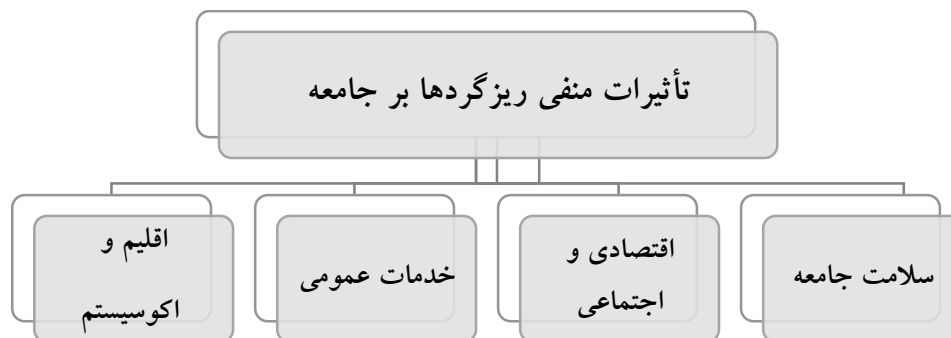 تأثیرات منفی ریزگردها بر جامعه
سلامت جامعه
اقتصادی و
اجتماعی
خدمات عمومی
اقلیم و
اکوسیستم